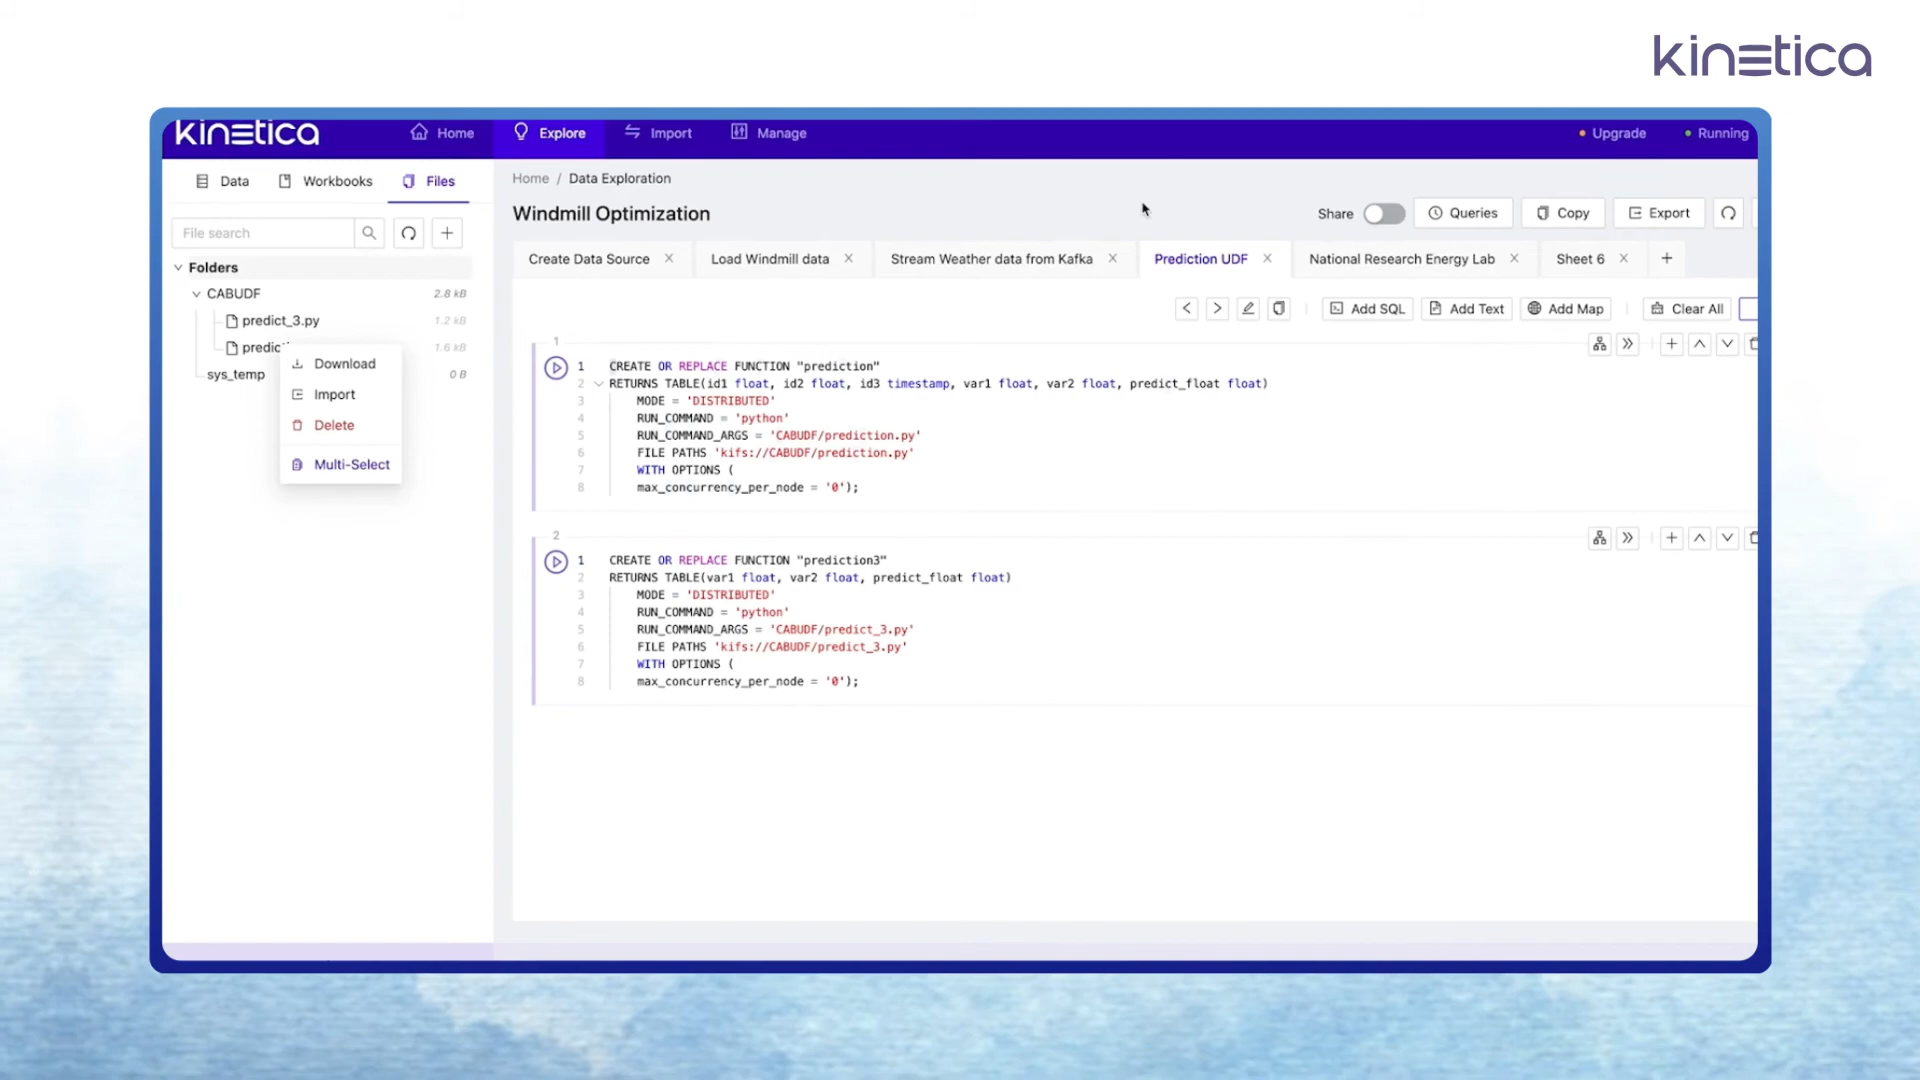 kinetica
kinetica
Home
Explore
Import
Manage
Upgrade
Running
Data
Workbooks
Files
Home / Data Exploration
Windmill Optimization
Share
Queries
Copy
Export
File search
Create Data Source
Load Windmill data
Stream Weather data from Kafka
Prediction UDF
National Research Energy Lab
Sheet 6
Folders
CABUDF 2.8 kB
predict_3.py 1.2 kB
1.6 kB
sys_temp 0 B
Download
Import
Delete
Multi-Select
Add SQL
Add Text
Add Map
Clear All
1
1 CREATE OR REPLACE FUNCTION "prediction"
2 RETURNS TABLE(id1 float, id2 float, id3 timestamp, var1 float, var2 float, predict_float float)
3 MODE = 'DISTRIBUTED'
4 RUN_COMMAND = 'python'
5 RUN_COMMAND_ARGS = 'CABUDF/prediction.py'
6 FILE PATHS 'kifs://CABUDF/prediction.py'
7 WITH OPTIONS (
8 max_concurrency_per_node = '0');
2
1 CREATE OR REPLACE FUNCTION "prediction3"
2 RETURNS TABLE(var1 float, var2 float, predict_float float)
3 MODE = 'DISTRIBUTED'
4 RUN_COMMAND = 'python'
5 RUN_COMMAND_ARGS = 'CABUDF/predict_3.py'
6 FILE PATHS 'kifs://CABUDF/predict_3.py'
7 WITH OPTIONS (
8 max_concurrency_per_node = '0');